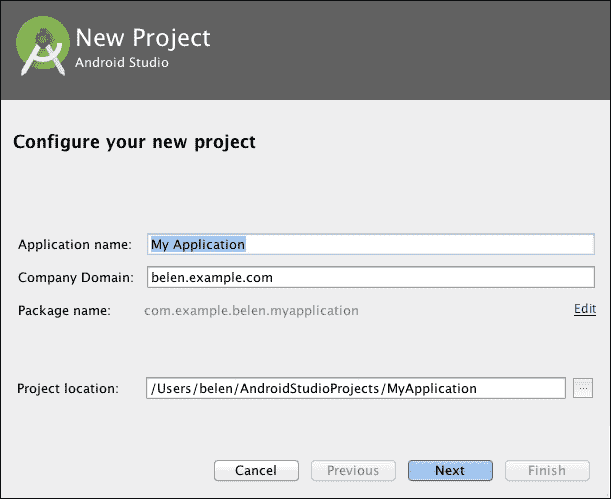 New Project
Android Studio
Configure your new project
Application name: My Application
Company Domain: belen.example.com
Package name: com.example.belen.myapplication Edit
Project location: /Users/belen/AndroidStudioProjects/MyApplication ...
Cancel Previous Next Finish